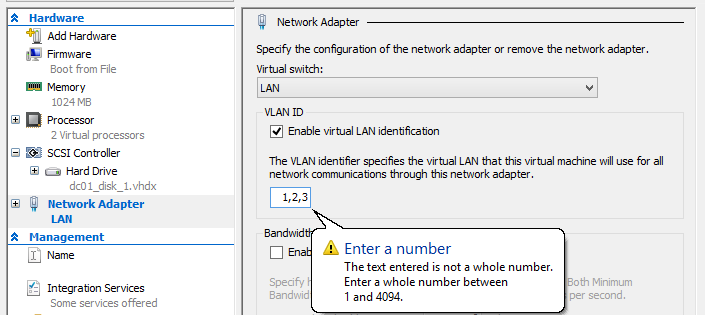 Hardware
Add Hardware
Firmware
Boot from File
Memory
1024 MB
Processor
2 Virtual processors
SCSI Controller
Hard Drive
dc01_disk_1.vhdx
Network Adapter
LAN
Management
Name
Integration Services
Some services offered
Network Adapter
Specify the configuration of the network adapter or remove the network adapter.
Virtual switch:
LAN
VLAN ID
Enable virtual LAN identification
The VLAN identifier specifies the virtual LAN that this virtual machine will use for all
network communications through this network adapter.
1,2,3
Bandwidth
Enab
Enter a number
The text entered is not a whole number.
Enter a whole number between
1 and 4094.
Specify h
Both Minimum
Bandwid
s per second.